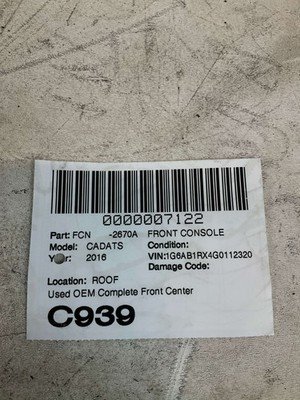 0000007122
Part: FCN -2670A FRONT CONSOLE
Model: CADATS Condition:
Year: 2016 VIN:1G6AB1RX4G0112320
Damage Code:
Location: ROOF
Used OEM Complete Front Center
C939